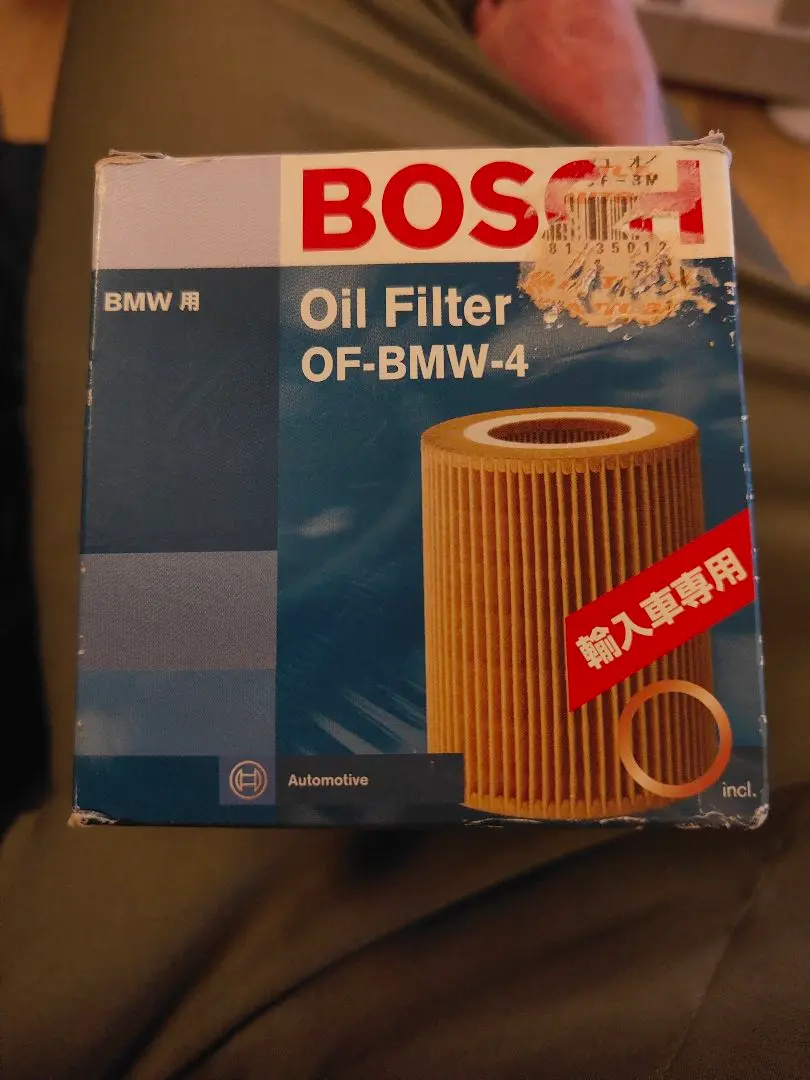 BOSCH
BMW 用
Oil Filter
OF-BMW-4
輸入車専用
incl.
Automotive